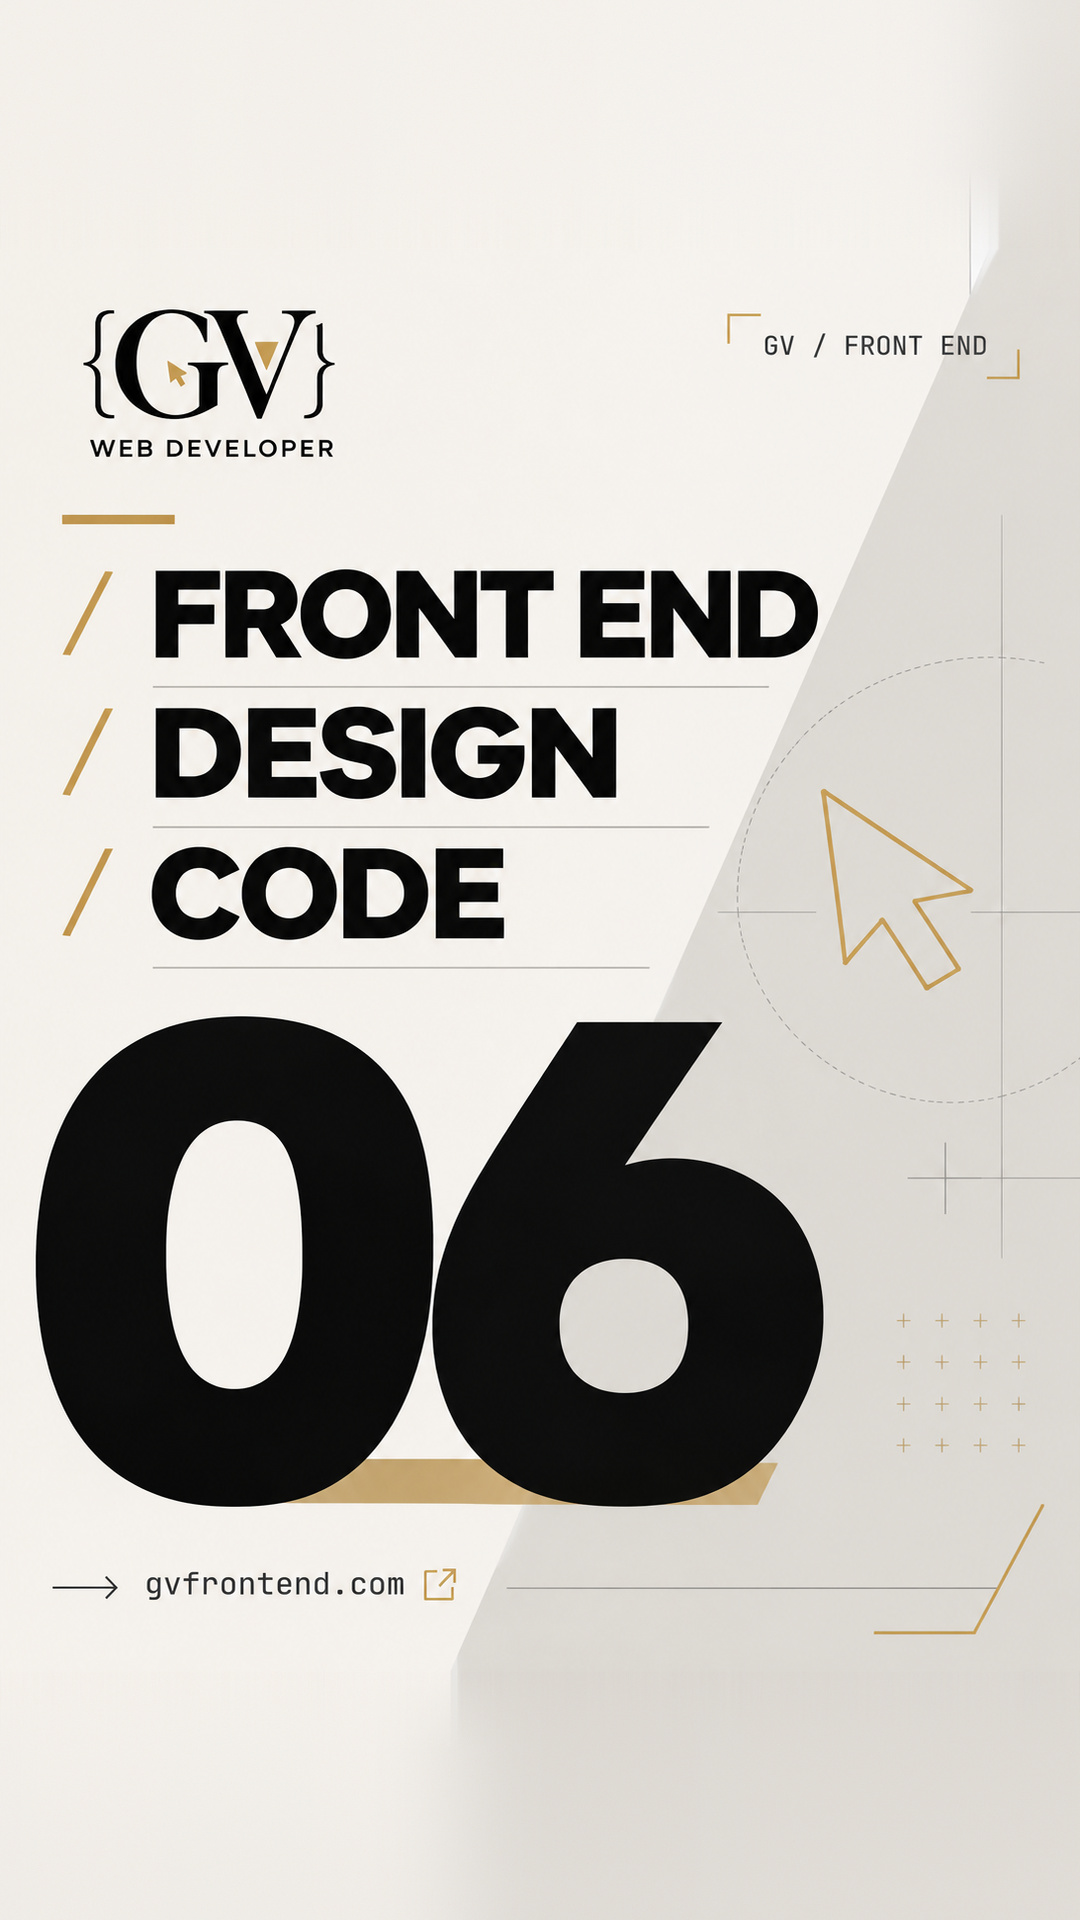 {GV}
WEB DEVELOPER
GV / FRONT END
/ FRONT END
/ DESIGN
/ CODE
06
gvfrontend.com